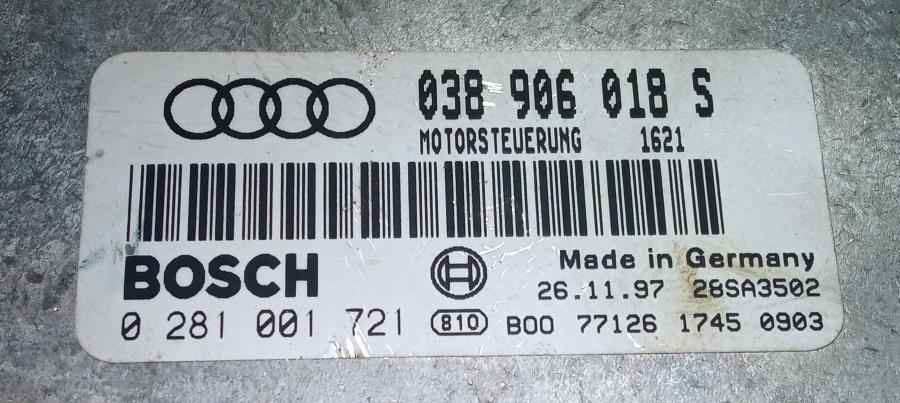 038 906 018 S
MOTORSTEUERUNG 1621
BOSCH
Made in Germany
26.11.97 28SA3502
0 281 001 721 810 B00 77126 1745 0903